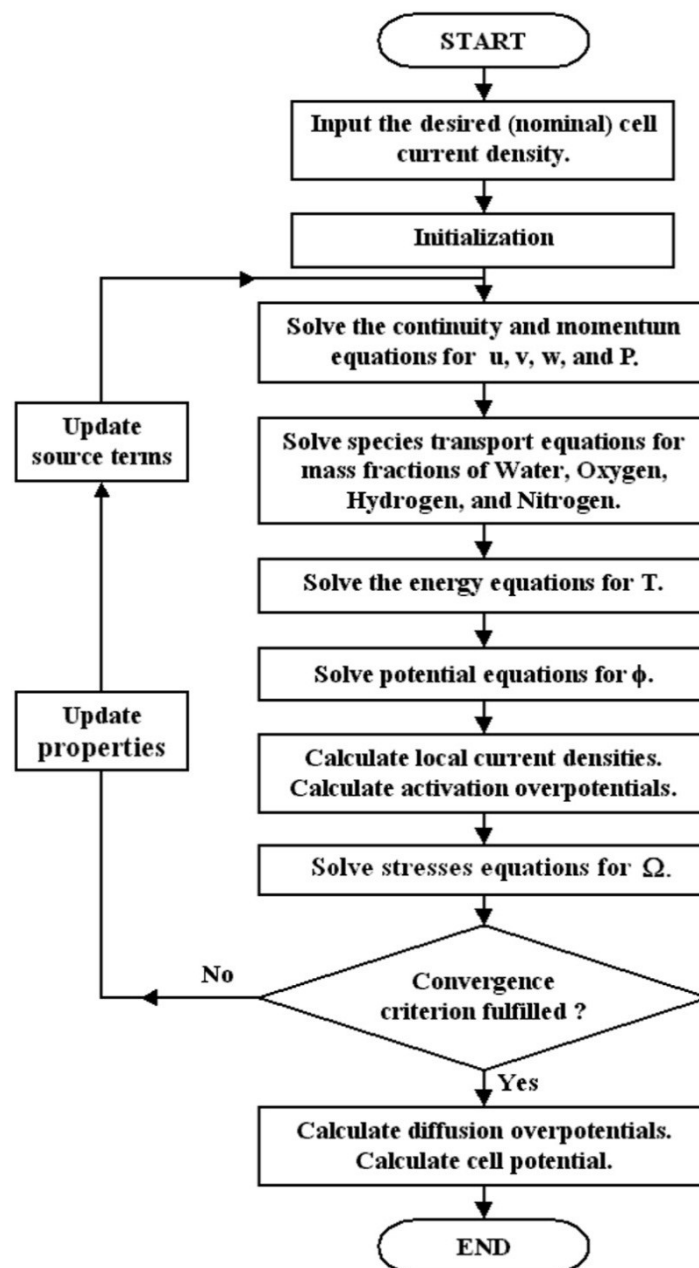 START
Input the desired (nominal) cell
current density.
Initialization
Solve the continuity and momentum
equations for u, v, w, and P.
Solve species transport equations for
mass fractions of Water, Oxygen,
Hydrogen, and Nitrogen.
Solve the energy equations for T.
Solve potential equations for ϕ.
Calculate local current densities.
Calculate activation overpotentials.
Solve stresses equations for Ω.
Convergence
criterion fulfilled ?
No
Update
properties
Update
source terms
Yes
Calculate diffusion overpotentials.
Calculate cell potential.
END